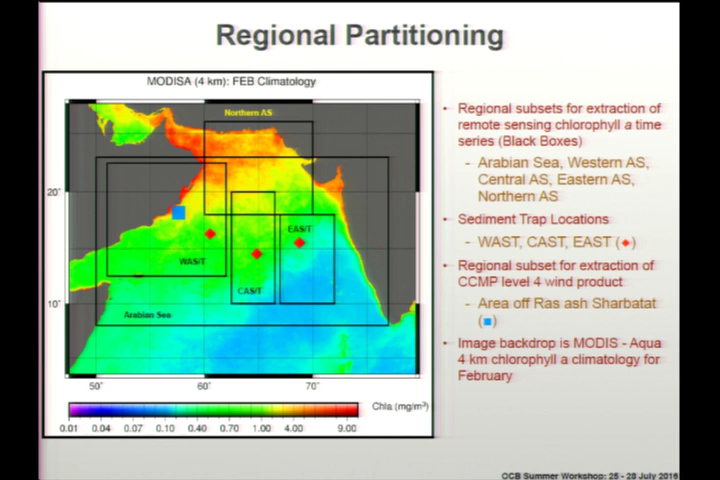 Regional Partitioning
MODISA (4 km): FEB Climatology
Northern AS
20°
10°
WAS/T
CAS/T
EAS/T
Arabian Sea
50°
60°
70°
Chla (mg/m³)
0.01 0.04 0.07 0.10 0.40 0.70 1.00 4.00 9.00
• Regional subsets for extraction of
remote sensing chlorophyll a time
series (Black Boxes)
- Arabian Sea, Western AS,
Central AS, Eastern AS,
Northern AS
• Sediment Trap Locations
- WAST, CAST, EAST (♦)
• Regional subset for extraction of
CCMP level 4 wind product
- Area off Ras ash Sharbatat
(■)
• Image backdrop is MODIS - Aqua
4 km chlorophyll a climatology for
February
OCB Summer Workshop: 25 - 28 July 2016